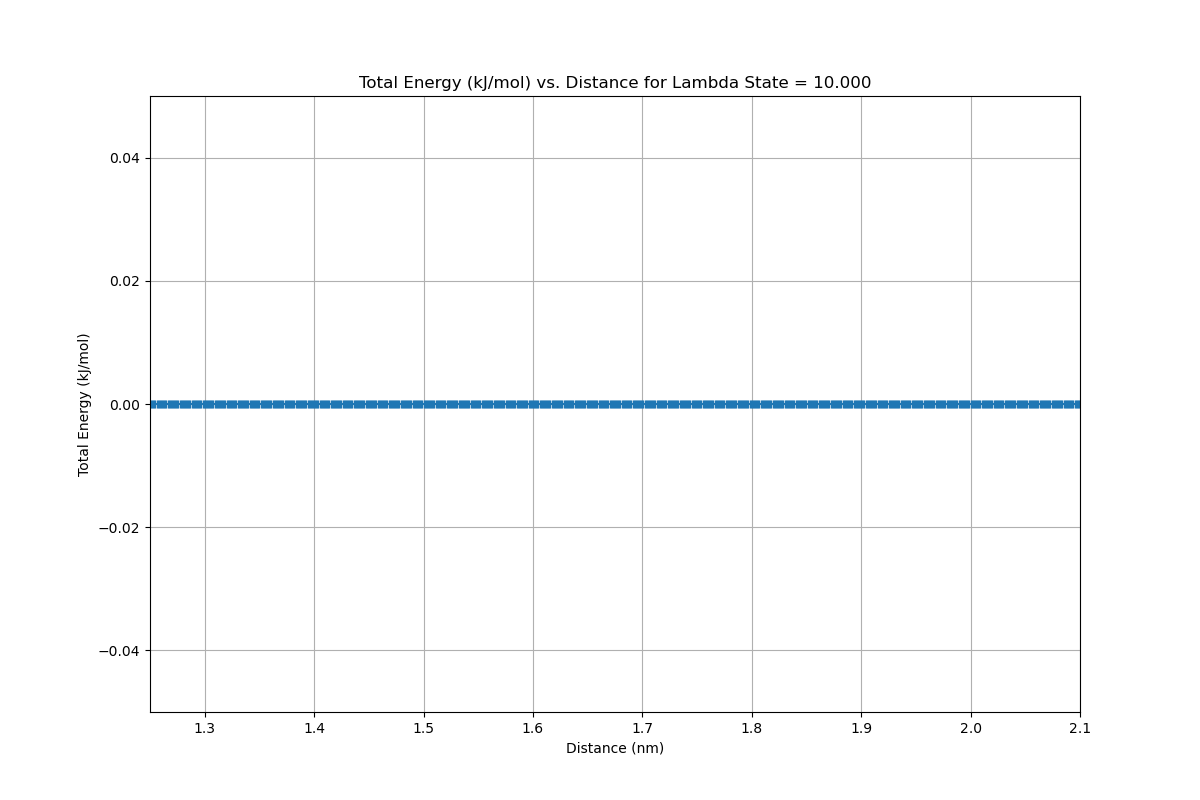 Total Energy (kJ/mol) vs. Distance for Lambda State = 10.000
0.04
0.02
0.00
−0.02
−0.04
Total Energy (kJ/mol)
1.3 1.4 1.5 1.6 1.7 1.8 1.9 2.0 2.1
Distance (nm)